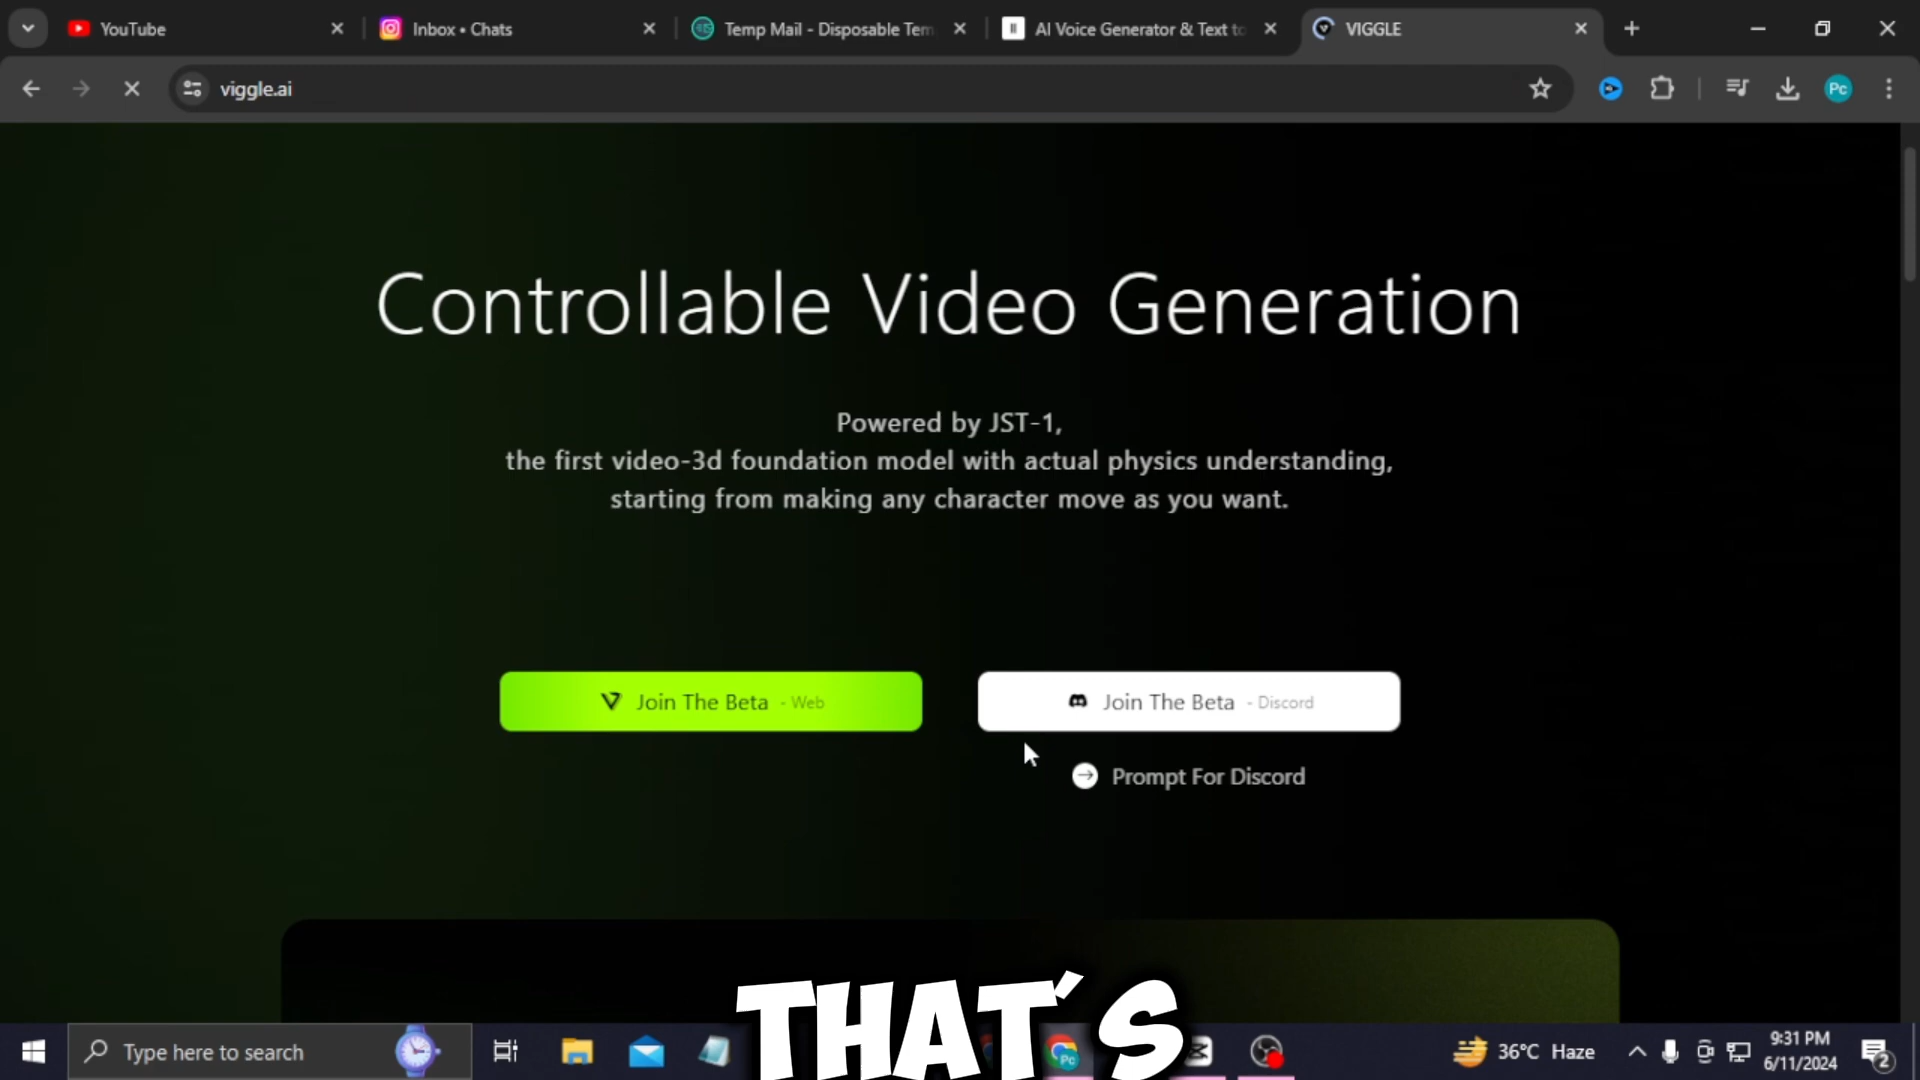 YouTube
Inbox • Chats
Temp Mail - Disposable Tem
AI Voice Generator & Text to
VIGGLE
viggle.ai
Pc
Controllable Video Generation
Powered by JST-1,
the first video-3d foundation model with actual physics understanding,
starting from making any character move as you want.
Join The Beta - Web
Join The Beta - Discord
Prompt For Discord
THAT'S
Type here to search
Pc
36°C Haze
9:31 PM
6/11/2024
2